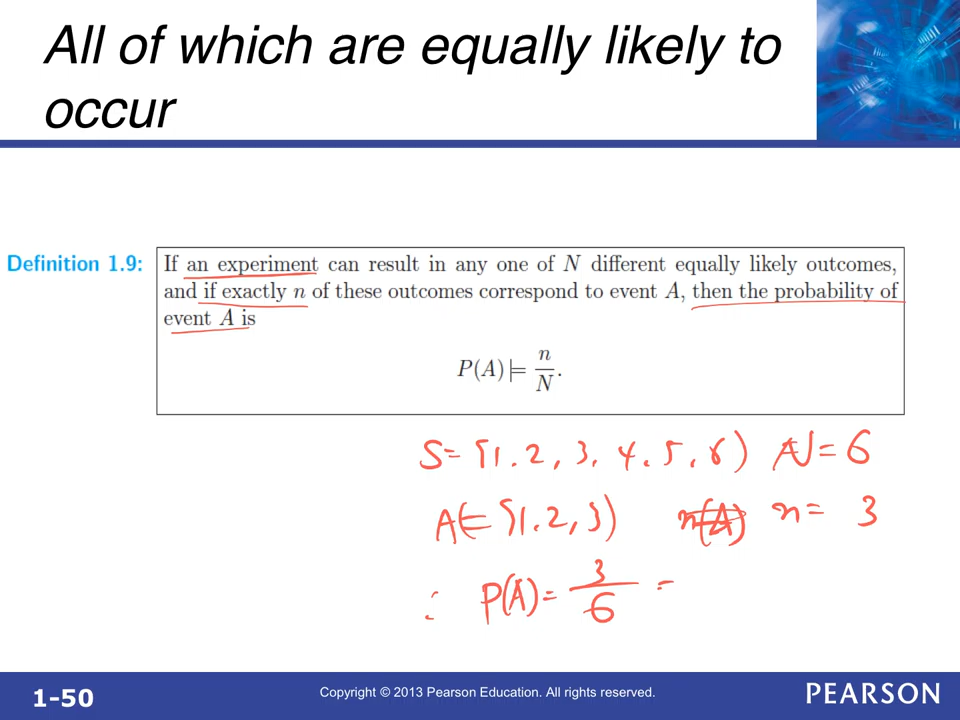 All of which are equally likely to
occur
Definition 1.9: If an experiment can result in any one of N different equally likely outcomes,
and if exactly n of these outcomes correspond to event A, then the probability of
event A is
P(A) = n/N.
S= {1. 2, 3. 4. 5. 6} N = 6
A = {1. 2, 3} n(A) n = 3
∴ P(A) = 3/6 =
1-50
Copyright © 2013 Pearson Education. All rights reserved.
PEARSON